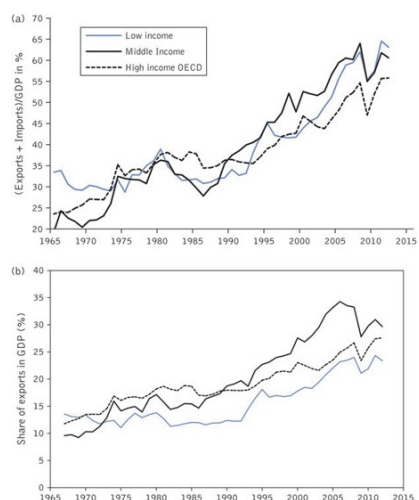 (a)
70
65
60
55
50
45
40
35
30
25
20
(Exports + Imports)/GDP in %
Low income
Middle Income
High income OECD
1965 1970 1975 1980 1985 1990 1995 2000 2005 2010 2015
(b)
40
35
30
25
20
15
10
5
0
Share of exports in GDP (%)
1965 1970 1975 1980 1985 1990 1995 2000 2005 2010 2015